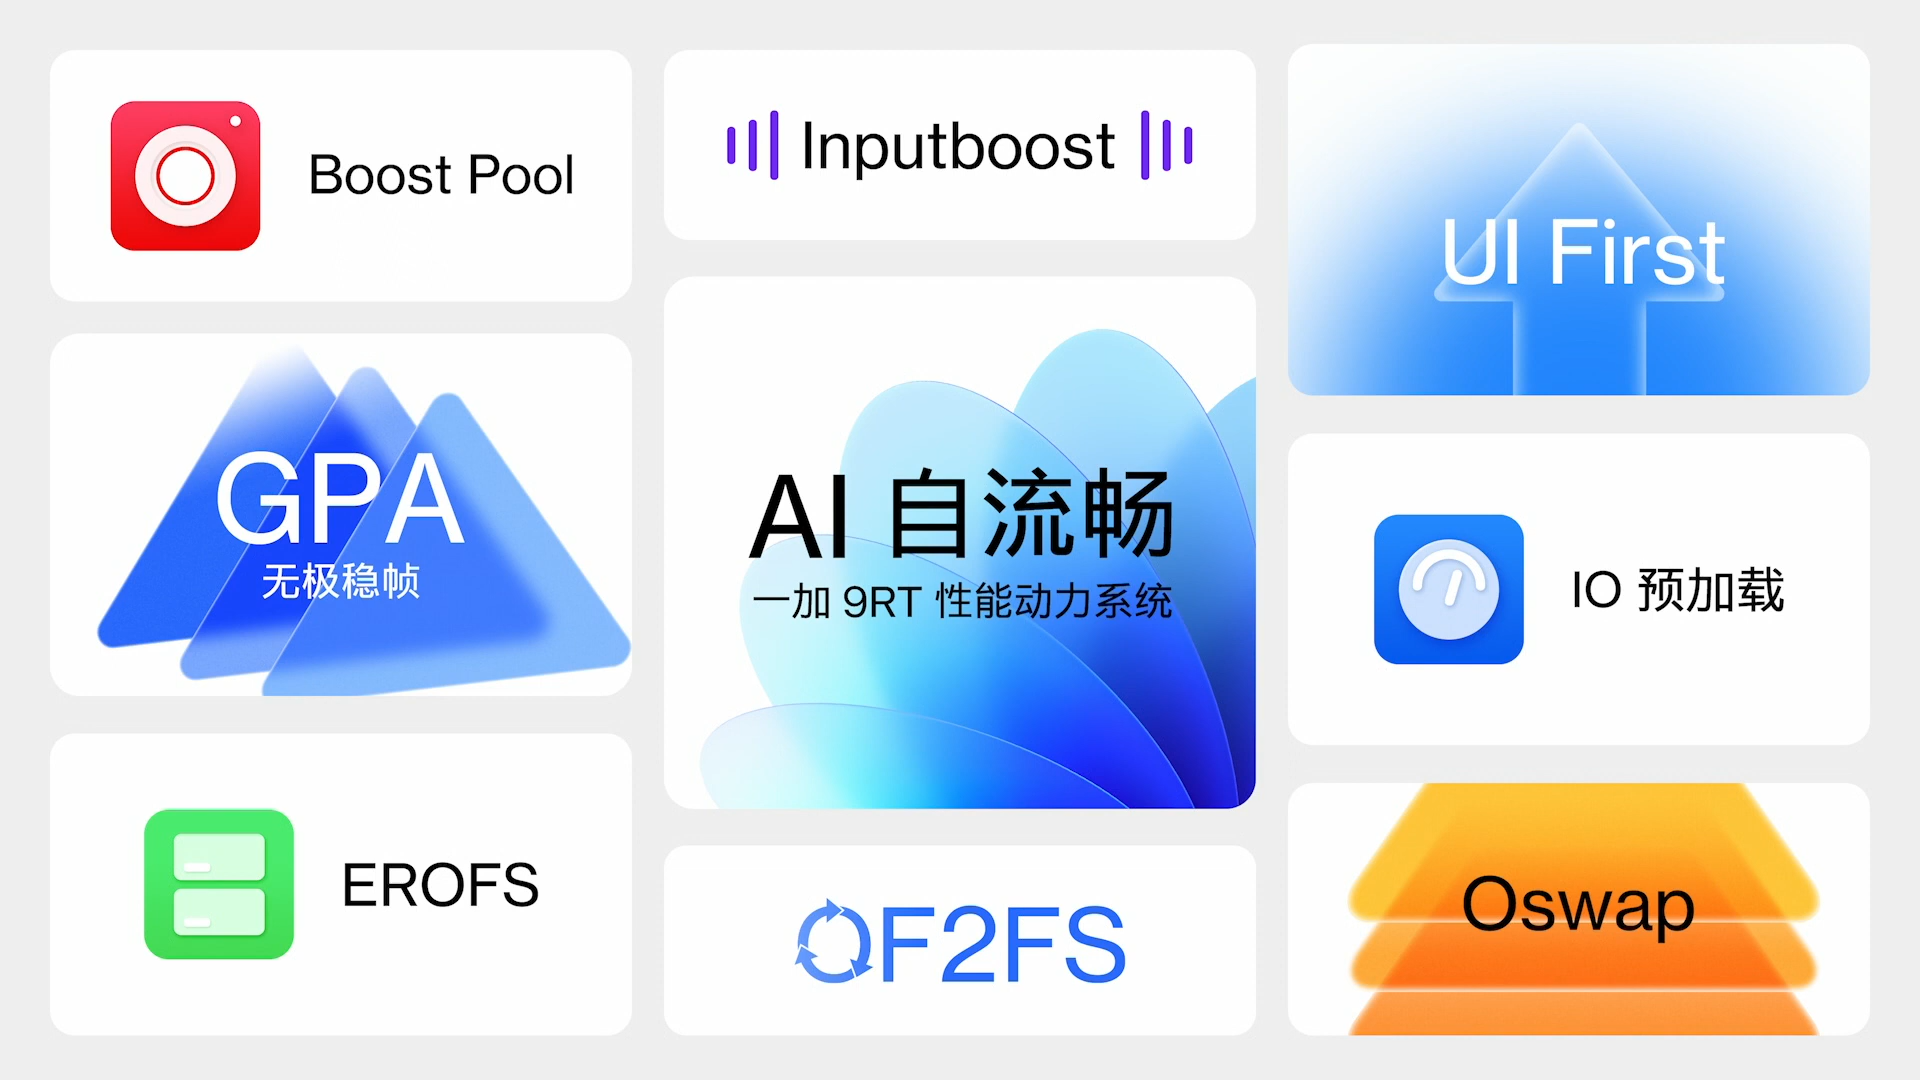 Boost Pool
Inputboost
UI First
GPA
无极稳帧
AI 自流畅
一加 9RT 性能动力系统
IO 预加载
EROFS
OF2FS
Oswap